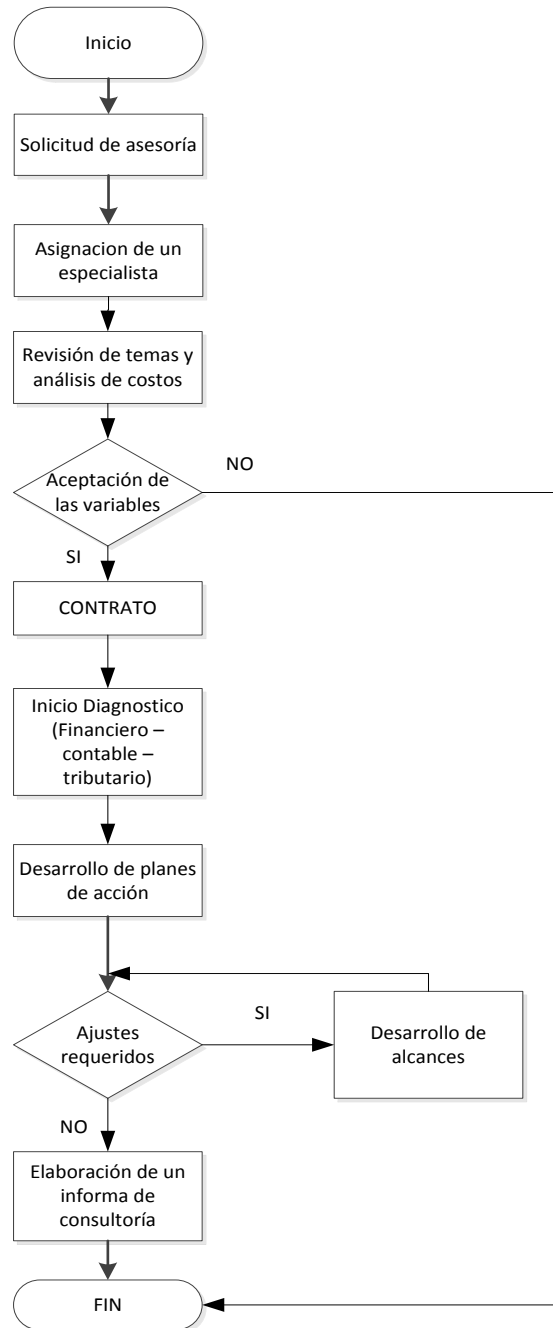 Inicio
Solicitud de asesoría
Asignacion de un
especialista
Revisión de temas y
análisis de costos
Aceptación de
las variables
NO
SI
CONTRATO
Inicio Diagnostico
(Financiero –
contable –
tributario)
Desarrollo de planes
de acción
Ajustes
requeridos
SI
Desarrollo de
alcances
NO
Elaboración de un
informa de
consultoría
FIN